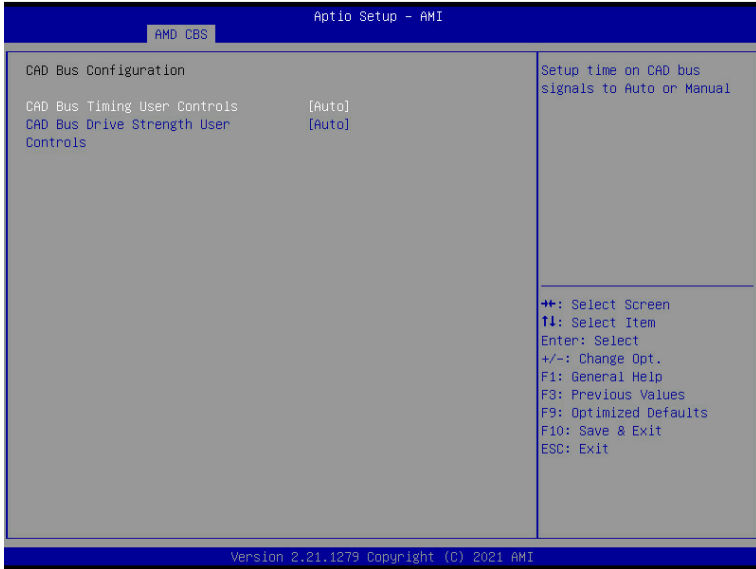 Aptio Setup – AMI
AMD CBS
CAD Bus Configuration
CAD Bus Timing User Controls [Auto]
CAD Bus Drive Strength User [Auto]
Controls
Setup time on CAD bus
signals to Auto or Manual
→←: Select Screen
↑↓: Select Item
Enter: Select
+/-: Change Opt.
F1: General Help
F3: Previous Values
F9: Optimized Defaults
F10: Save & Exit
ESC: Exit
Version 2.21.1279 Copyright (C) 2021 AMI